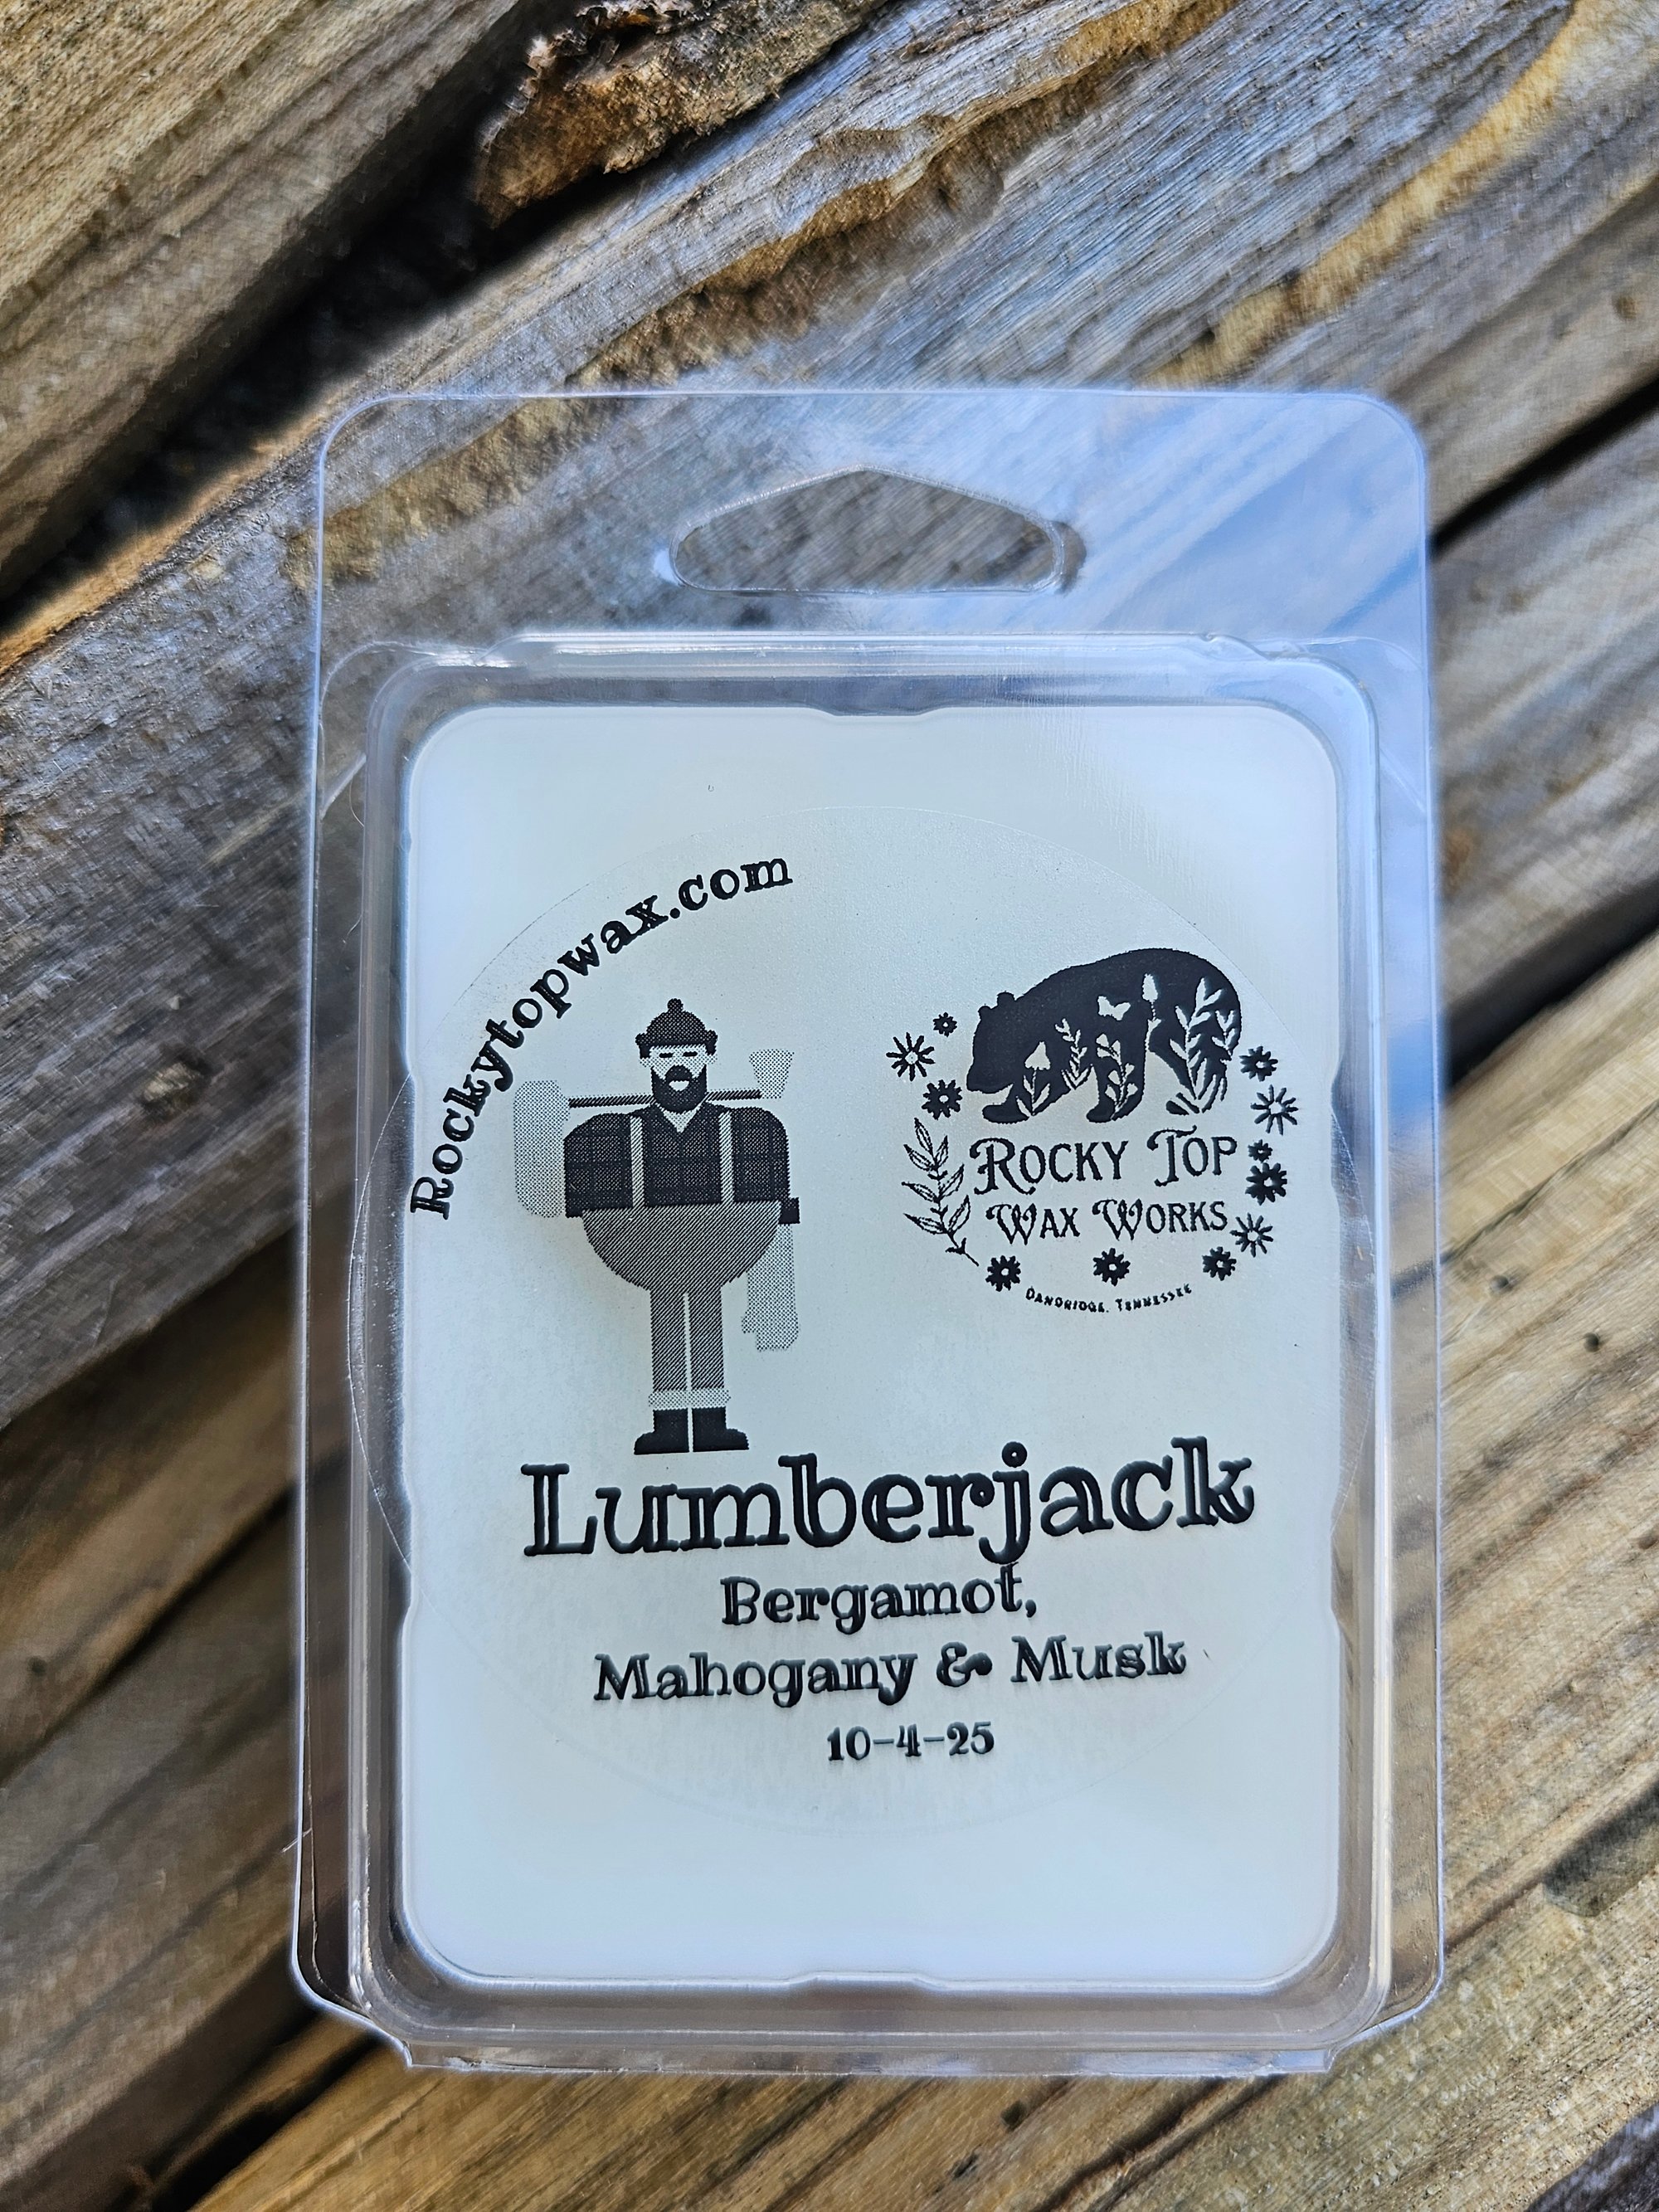 Rockytopwax.com
Rocky Top
Wax Works
Dandridge, Tennessee
Lumberjack
Bergamot,
Mahogany & Musk
10-4-25